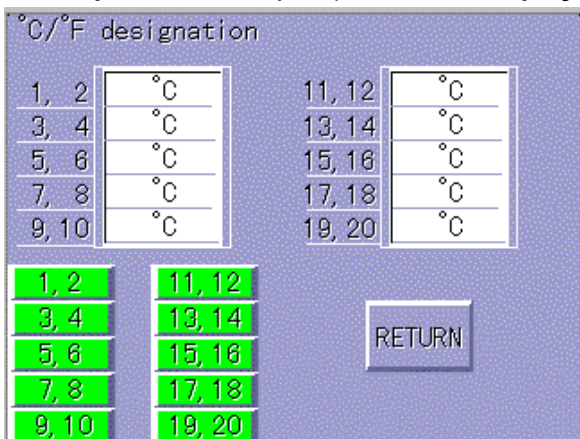 °C/°F designation
1, 2 °C 11, 12 °C
3, 4 °C 13, 14 °C
5, 6 °C 15, 16 °C
7, 8 °C 17, 18 °C
9, 10 °C 19, 20 °C
1, 2 11, 12
3, 4 13, 14
5, 6 15, 16
7, 8 17, 18
9, 10 19, 20
RETURN